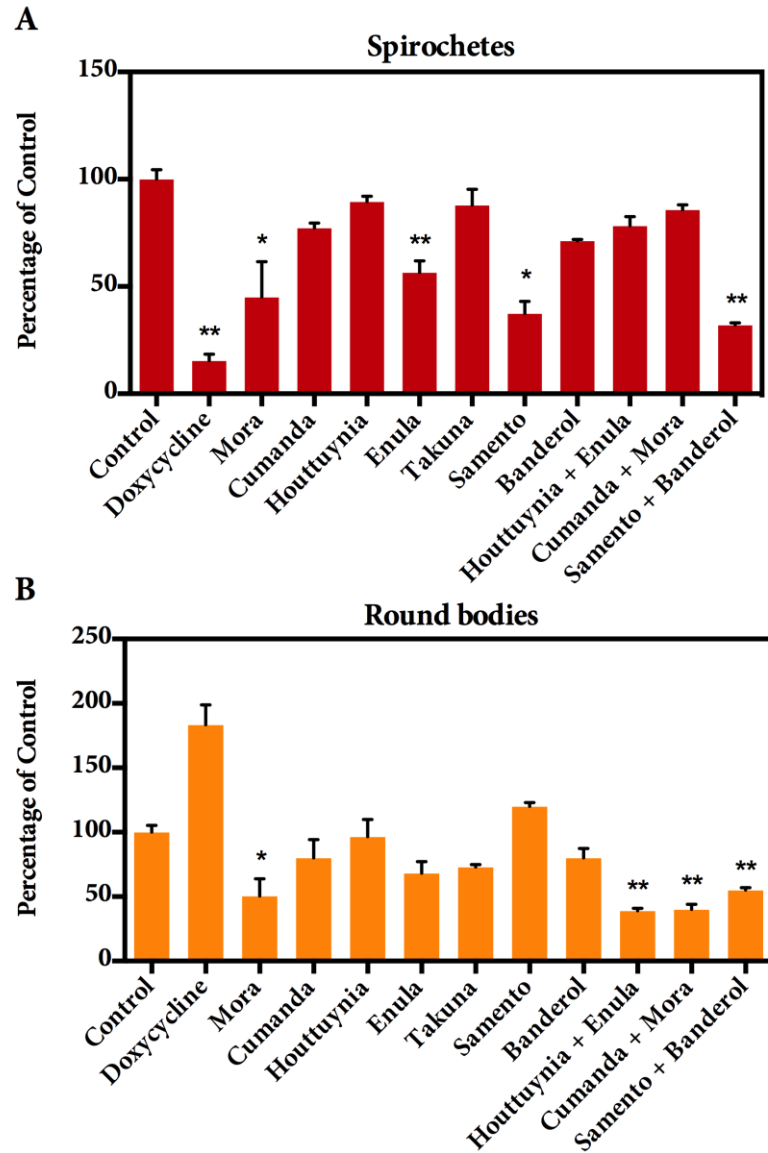 A
Spirochetes
Percentage of Control
150
100
50
0
**
*
**
*
**
Control
Doxycycline
Mora
Cumanda
Houttuynia
Enula
Takuna
Samento
Banderol
Houttuynia + Enula
Cumanda + Mora
Samento + Banderol
B
Round bodies
Percentage of Control
250
200
150
100
50
0
*
**
**
**
Control
Doxycycline
Mora
Cumanda
Houttuynia
Enula
Takuna
Samento
Banderol
Houttuynia + Enula
Cumanda + Mora
Samento + Banderol